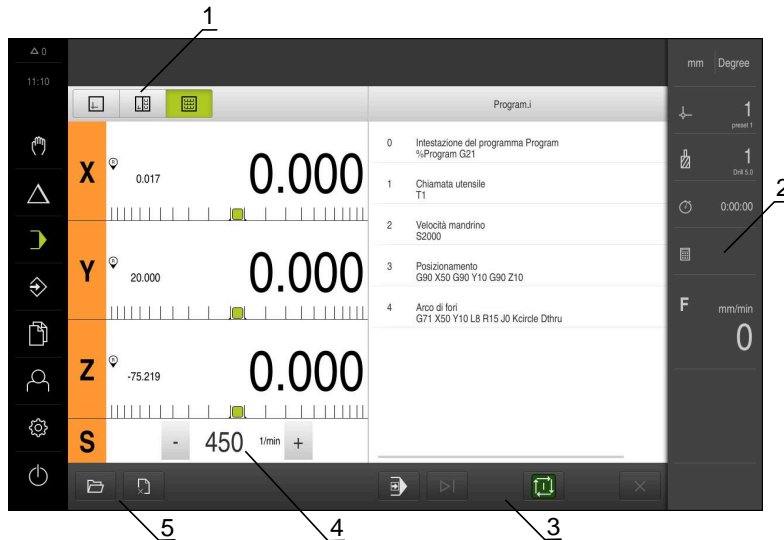 1
0
11:10
mm Degree
Program.i
1
preset 1
1
Drill 5.0
2
0:00:00
F mm/min
0
X R 0.017 0.000
Y R 20.000 0.000
Z R -75.219 0.000
S - 450 1/min +
0 Intestazione del programma Program
%Program G21
1 Chiamata utensile
T1
2 Velocità mandrino
S2000
3 Posizionamento
G90 X50 G90 Y10 G90 Z10
4 Arco di fori
G71 X50 Y10 L8 R15 J0 Kcircle Dthru
5
4
3